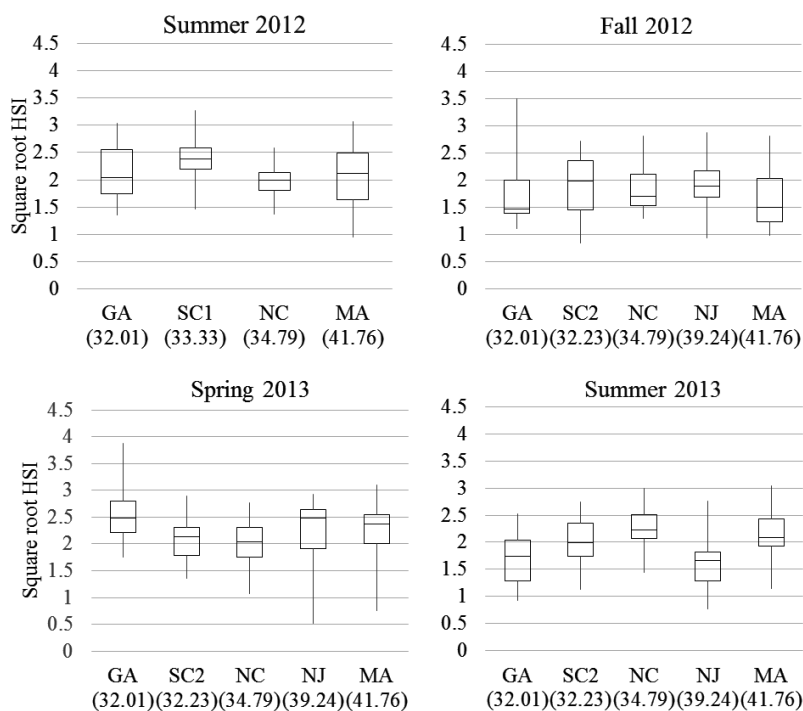 Summer 2012
Square root HSI
4.5
4
3.5
3
2.5
2
1.5
1
0.5
0
GA SC1 NC MA
(32.01) (33.33) (34.79) (41.76)
Fall 2012
4.5
4
3.5
3
2.5
2
1.5
1
0.5
0
GA SC2 NC NJ MA
(32.01) (32.23) (34.79) (39.24) (41.76)
Spring 2013
Square root HSI
4.5
4
3.5
3
2.5
2
1.5
1
0.5
0
GA SC2 NC NJ MA
(32.01) (32.23) (34.79) (39.24) (41.76)
Summer 2013
4.5
4
3.5
3
2.5
2
1.5
1
0.5
0
GA SC2 NC NJ MA
(32.01) (32.23) (34.79) (39.24) (41.76)